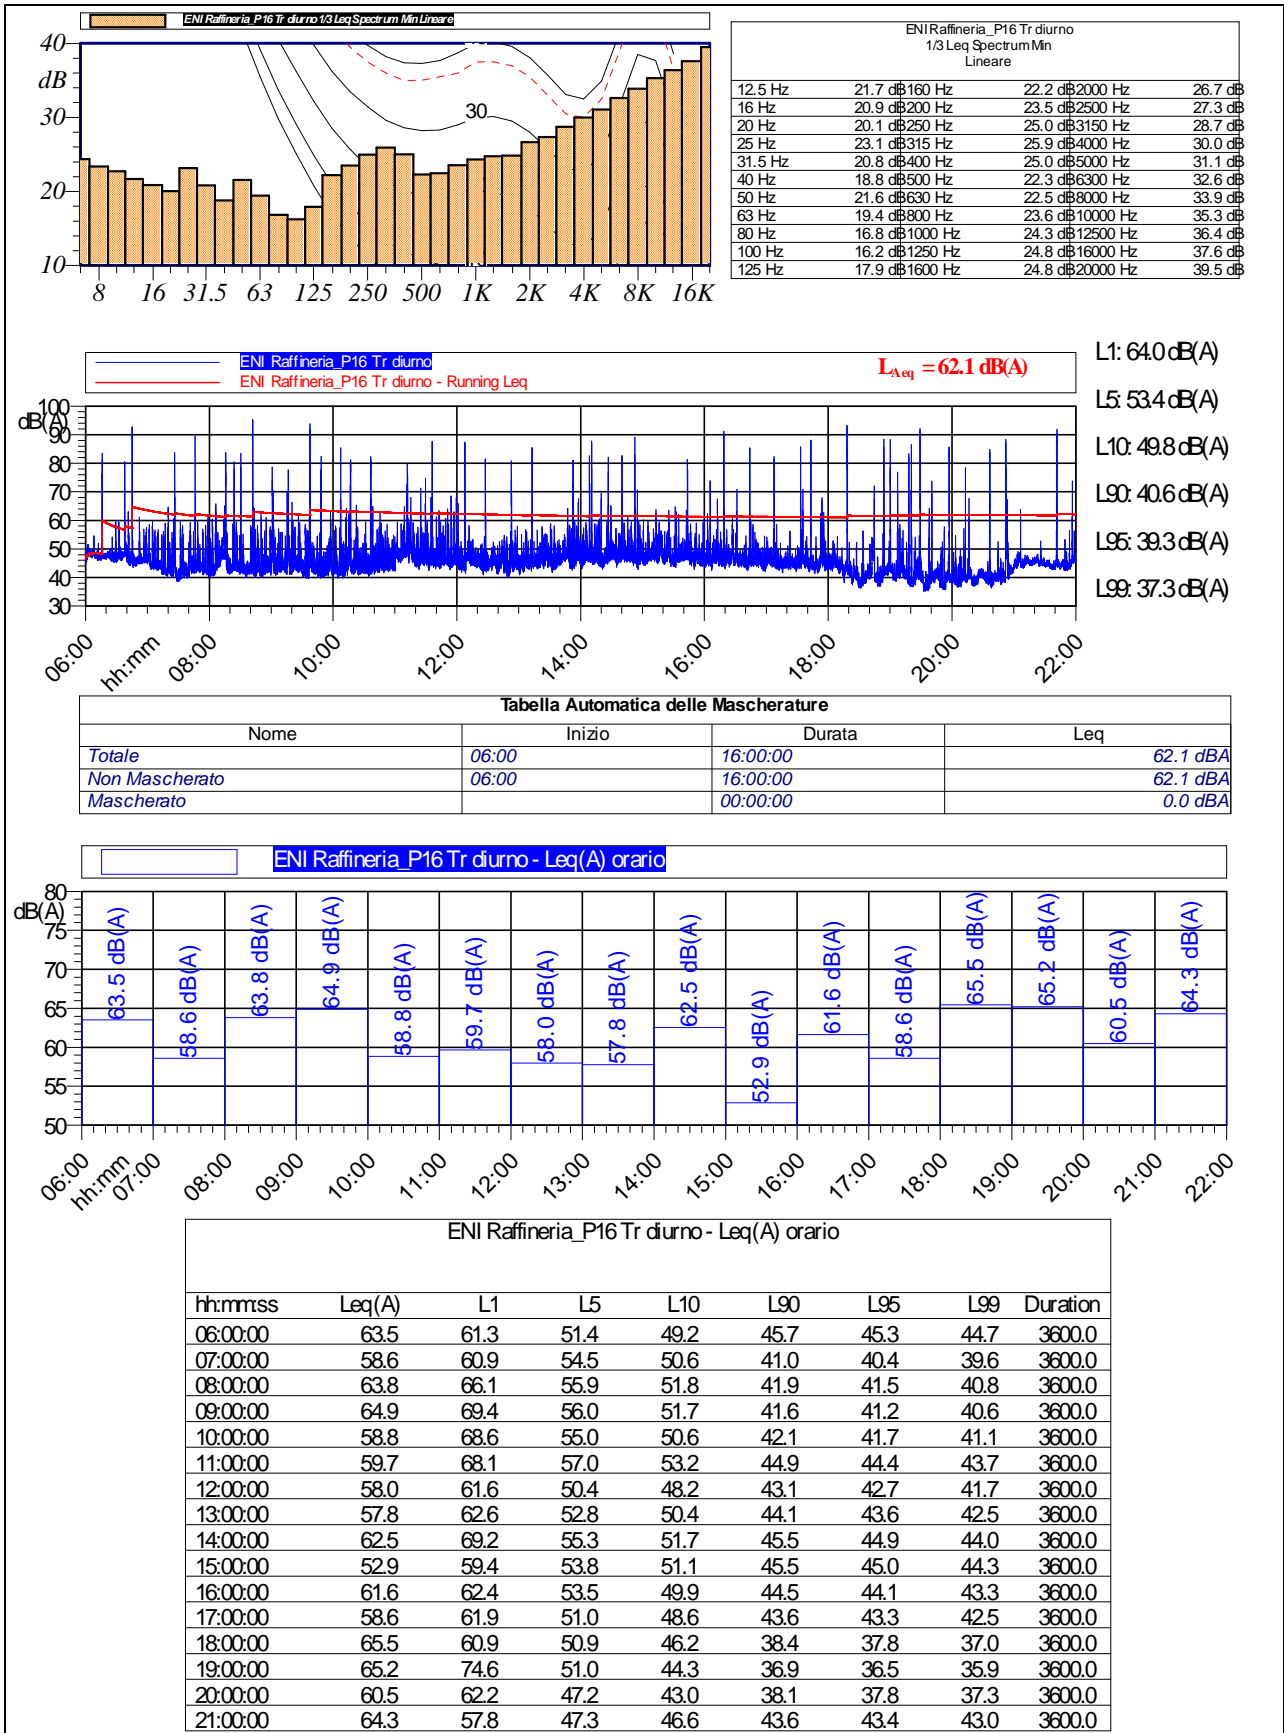 ENI Raffineria_P16 Tr diurno 1/3 Leq Spectrum Min Lineare
40
dB
30
20
10
30
8 16 31.5 63 125 250 500 1K 2K 4K 8K 16K
ENI Raffineria_P16 Tr diurno
1/3 Leq Spectrum Min
Lineare
12.5 Hz 21.7 dB 160 Hz 22.2 dB 2000 Hz 26.7 dB
16 Hz 20.9 dB 200 Hz 23.5 dB 2500 Hz 27.3 dB
20 Hz 20.1 dB 250 Hz 25.0 dB 3150 Hz 28.7 dB
25 Hz 23.1 dB 315 Hz 25.9 dB 4000 Hz 30.0 dB
31.5 Hz 20.8 dB 400 Hz 25.0 dB 5000 Hz 31.1 dB
40 Hz 18.8 dB 500 Hz 22.3 dB 6300 Hz 32.6 dB
50 Hz 21.6 dB 630 Hz 22.5 dB 8000 Hz 33.9 dB
63 Hz 19.4 dB 800 Hz 23.6 dB 10000 Hz 35.3 dB
80 Hz 16.8 dB 1000 Hz 24.3 dB 12500 Hz 36.4 dB
100 Hz 16.2 dB 1250 Hz 24.8 dB 16000 Hz 37.6 dB
125 Hz 17.9 dB 1600 Hz 24.8 dB 20000 Hz 39.5 dB
ENI Raffineria_P16 Tr diurno
ENI Raffineria_P16 Tr diurno - Running Leq
LAeq = 62.1 dB(A)
dB(A)
100
90
80
70
60
50
40
30
06:00 hh:mm 08:00 10:00 12:00 14:00 16:00 18:00 20:00 22:00
L1: 64.0 dB(A)
L5: 53.4 dB(A)
L10: 49.8 dB(A)
L90: 40.6 dB(A)
L95: 39.3 dB(A)
L99: 37.3 dB(A)
Tabella Automatica delle Mascherature
Nome Inizio Durata Leq
Totale 06:00 16:00:00 62.1 dBA
Non Mascherato 06:00 16:00:00 62.1 dBA
Mascherato 00:00:00 0.0 dBA
ENI Raffineria_P16 Tr diurno - Leq(A) orario
dB(A)
80
75
70
65
60
55
50
63.5 dB(A) 58.6 dB(A) 63.8 dB(A) 64.9 dB(A) 58.8 dB(A) 59.7 dB(A) 58.0 dB(A) 57.8 dB(A) 62.5 dB(A) 52.9 dB(A) 61.6 dB(A) 58.6 dB(A) 65.5 dB(A) 65.2 dB(A) 60.5 dB(A) 64.3 dB(A)
06:00 hh:mm 07:00 08:00 09:00 10:00 11:00 12:00 13:00 14:00 15:00 16:00 17:00 18:00 19:00 20:00 21:00 22:00
ENI Raffineria_P16 Tr diurno - Leq(A) orario
hh:mm:ss Leq(A) L1 L5 L10 L90 L95 L99 Duration
06:00:00 63.5 61.3 51.4 49.2 45.7 45.3 44.7 3600.0
07:00:00 58.6 60.9 54.5 50.6 41.0 40.4 39.6 3600.0
08:00:00 63.8 66.1 55.9 51.8 41.9 41.5 40.8 3600.0
09:00:00 64.9 69.4 56.0 51.7 41.6 41.2 40.6 3600.0
10:00:00 58.8 68.6 55.0 50.6 42.1 41.7 41.1 3600.0
11:00:00 59.7 68.1 57.0 53.2 44.9 44.4 43.7 3600.0
12:00:00 58.0 61.6 50.4 48.2 43.1 42.7 41.7 3600.0
13:00:00 57.8 62.6 52.8 50.4 44.1 43.6 42.5 3600.0
14:00:00 62.5 69.2 55.3 51.7 45.5 44.9 44.0 3600.0
15:00:00 52.9 59.4 53.8 51.1 45.5 45.0 44.3 3600.0
16:00:00 61.6 62.4 53.5 49.9 44.5 44.1 43.3 3600.0
17:00:00 58.6 61.9 51.0 48.6 43.6 43.3 42.5 3600.0
18:00:00 65.5 60.9 50.9 46.2 38.4 37.8 37.0 3600.0
19:00:00 65.2 74.6 51.0 44.3 36.9 36.5 35.9 3600.0
20:00:00 60.5 62.2 47.2 43.0 38.1 37.8 37.3 3600.0
21:00:00 64.3 57.8 47.3 46.6 43.6 43.4 43.0 3600.0